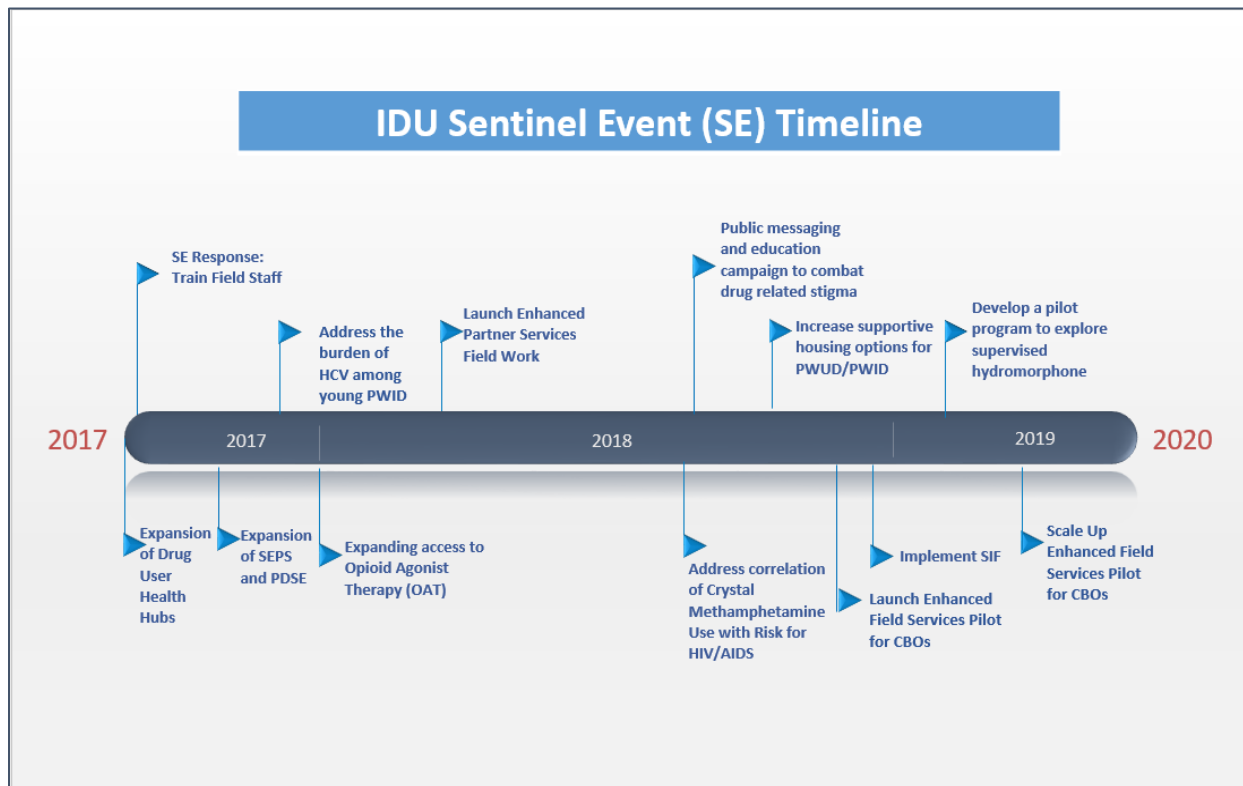 IDU Sentinel Event (SE) Timeline
SE Response:
Train Field Staff
Address the
burden of
HCV among
young PWID
Launch Enhanced
Partner Services
Field Work
Public messaging
and education
campaign to combat
drug related stigma
Increase supportive
housing options for
PWUD/PWID
Develop a pilot
program to explore
supervised
hydromorphone
2017
2017
2018
2019
2020
Expansion
of Drug
User
Health
Hubs
Expansion
of SEPS
and PDSE
Expanding access to
Opioid Agonist
Therapy (OAT)
Address correlation
of Crystal
Methamphetamine
Use with Risk for
HIV/AIDS
Launch Enhanced
Field Services Pilot
for CBOs
Implement SIF
Scale Up
Enhanced Field
Services Pilot
for CBOs